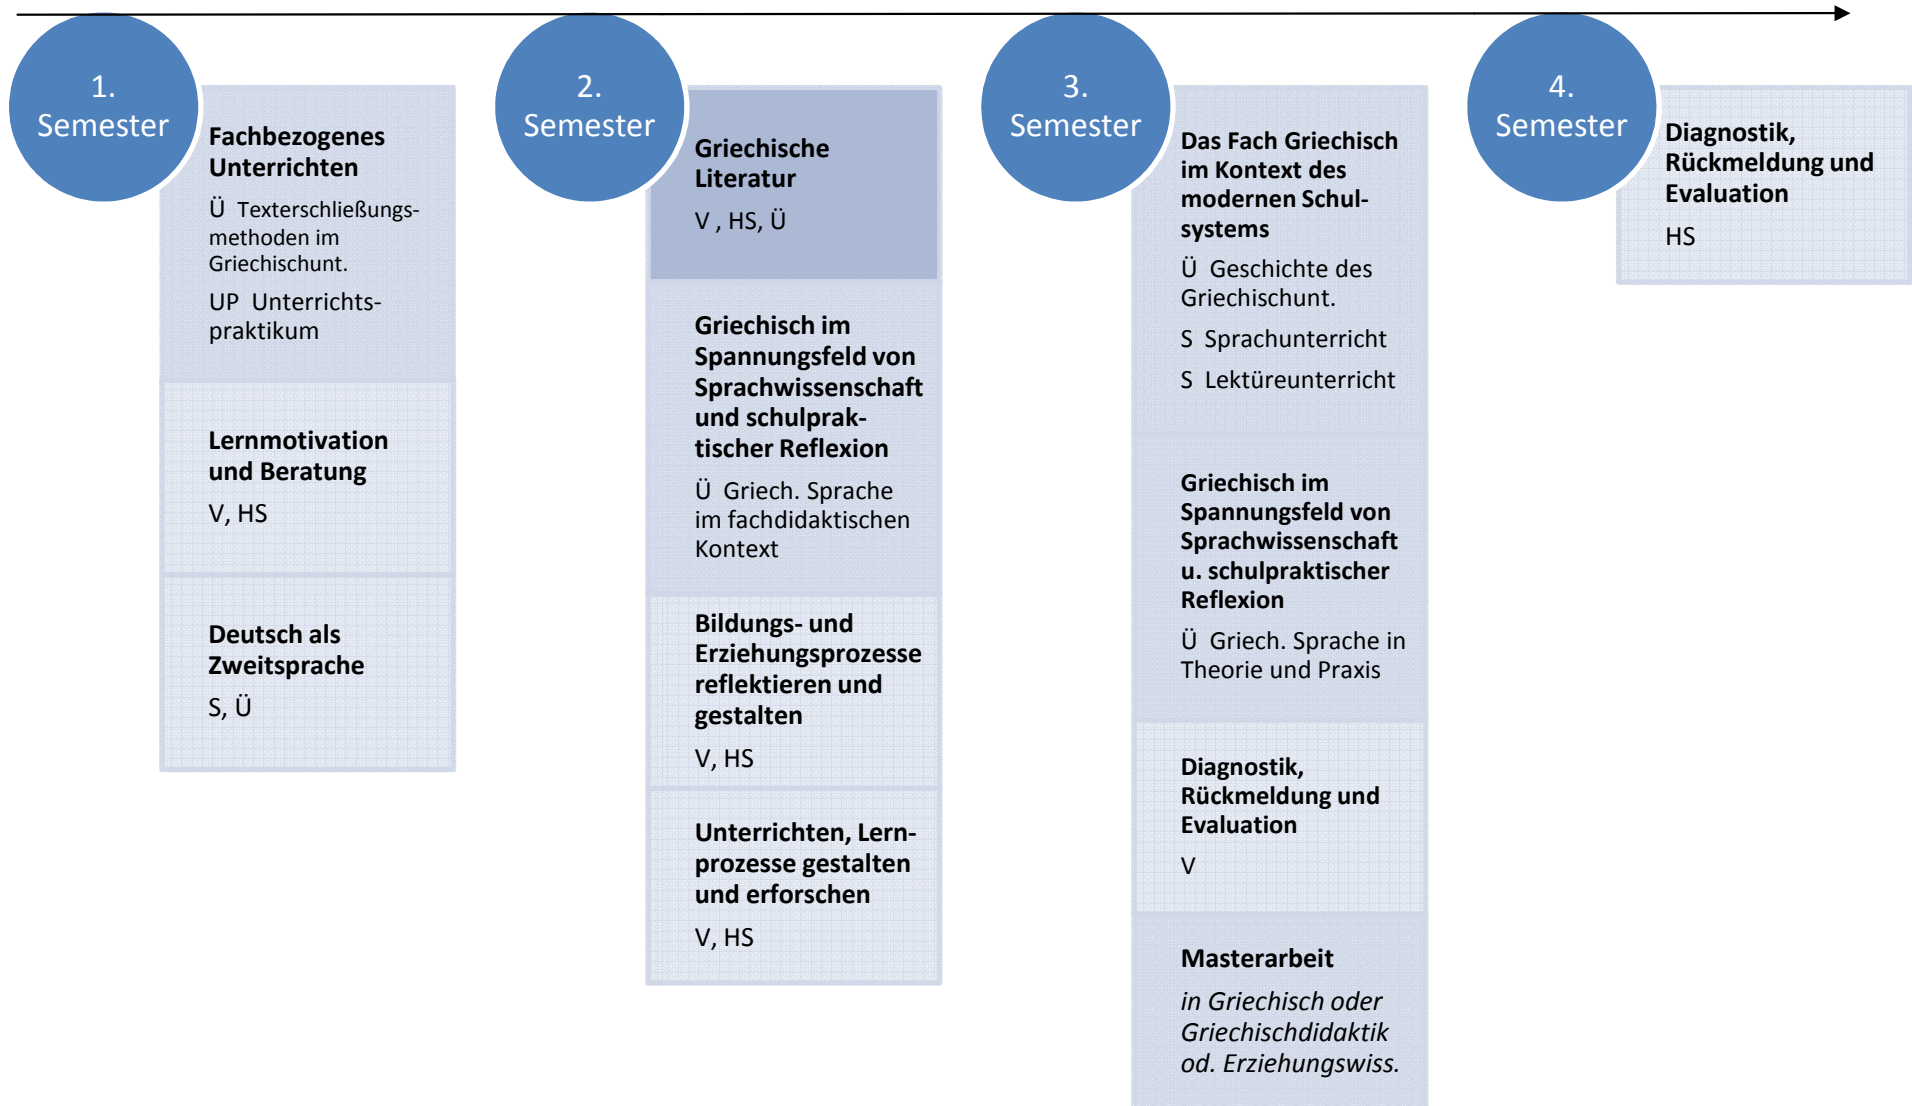 1.
Semester
Fachbezogenes
Unterrichten
Ü Texterschließungs-
methoden im
Griechischunt.
UP Unterrichts-
praktikum
Lernmotivation
und Beratung
V, HS
Deutsch als
Zweitsprache
S, Ü
2.
Semester
Griechische
Literatur
V , HS, Ü
Griechisch im
Spannungsfeld von
Sprachwissenschaft
und schulprak-
tischer Reflexion
Ü Griech. Sprache
im fachdidaktischen
Kontext
Bildungs- und
Erziehungsprozesse
reflektieren und
gestalten
V, HS
Unterrichten, Lern-
prozesse gestalten
und erforschen
V, HS
3.
Semester
Das Fach Griechisch
im Kontext des
modernen Schul-
systems
Ü Geschichte des
Griechischunt.
S Sprachunterricht
S Lektüreunterricht
Griechisch im
Spannungsfeld von
Sprachwissenschaft
u. schulpraktischer
Reflexion
Ü Griech. Sprache in
Theorie und Praxis
Diagnostik,
Rückmeldung und
Evaluation
V
Masterarbeit
in Griechisch oder
Griechischdidaktik
od. Erziehungswiss.
4.
Semester
Diagnostik,
Rückmeldung und
Evaluation
HS